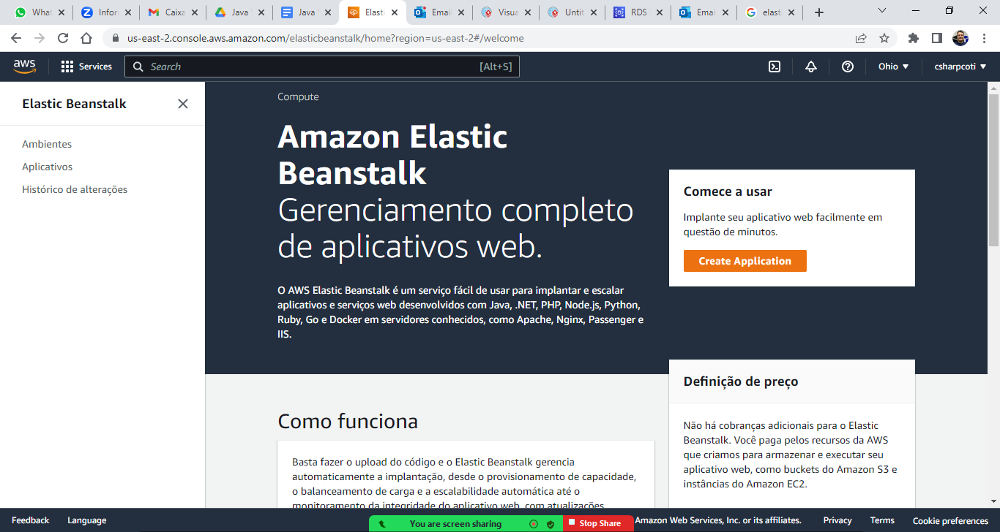 What
Infor
Caixa
Java
Java
Elasti
Email
Visua
Untit
RDS
Emai
elasti
us-east-2.console.aws.amazon.com/elasticbeanstalk/home?region=us-east-2#/welcome
aws
Services
Search
[Alt+S]
Ohio
csharpcoti
Elastic Beanstalk
Ambientes
Aplicativos
Histórico de alterações
Compute
Amazon Elastic
Beanstalk
Gerenciamento completo
de aplicativos web.
O AWS Elastic Beanstalk é um serviço fácil de usar para implantar e escalar
aplicativos e serviços web desenvolvidos com Java, .NET, PHP, Node.js, Python,
Ruby, Go e Docker em servidores conhecidos, como Apache, Nginx, Passenger e
IIS.
Comece a usar
Implante seu aplicativo web facilmente em
questão de minutos.
Create Application
Definição de preço
Não há cobranças adicionais para o Elastic
Beanstalk. Você paga pelos recursos da AWS
que criamos para armazenar e executar seu
aplicativo web, como buckets do Amazon S3 e
instâncias do Amazon EC2.
Como funciona
Basta fazer o upload do código e o Elastic Beanstalk gerencia
automaticamente a implantação, desde o provisionamento de capacidade,
o balanceamento de carga e a escalabilidade automática até o
monitoramento da integridade do aplicativo web, com atualizações
Feedback
Language
You are screen sharing
Stop Share
Amazon Web Services, Inc. or its affiliates.
Privacy
Terms
Cookie preferences